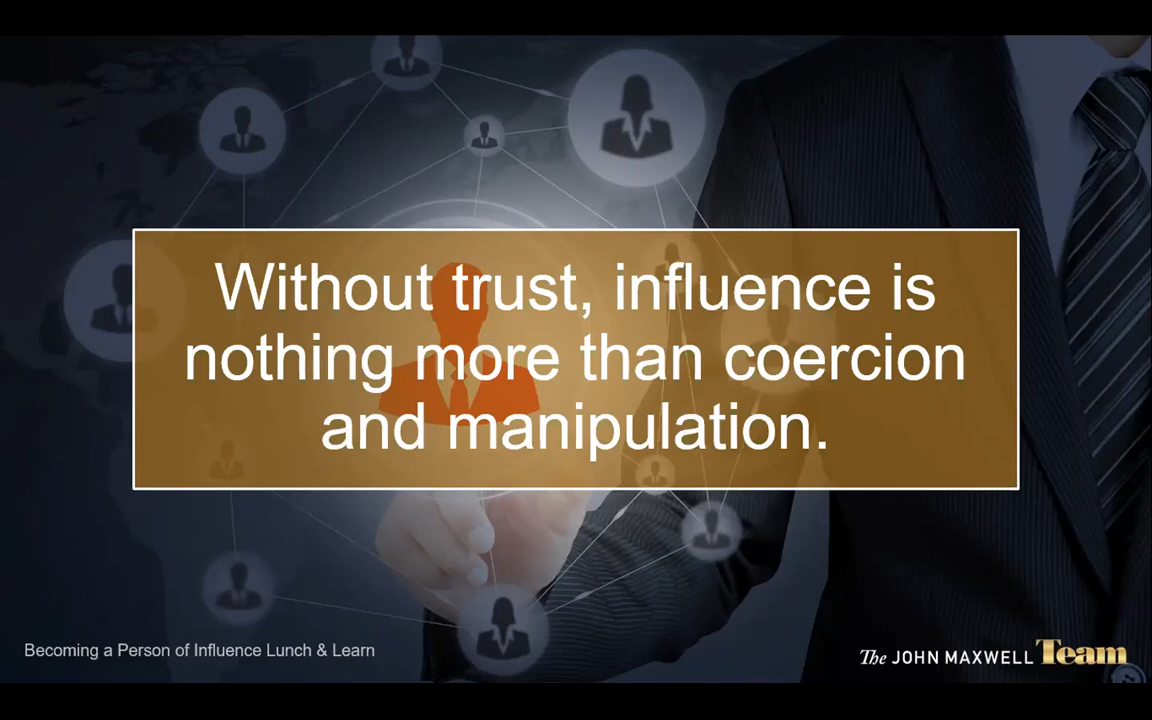 Without trust, influence is
nothing more than coercion
and manipulation.
Becoming a Person of Influence Lunch & Learn
The JOHN MAXWELL Team